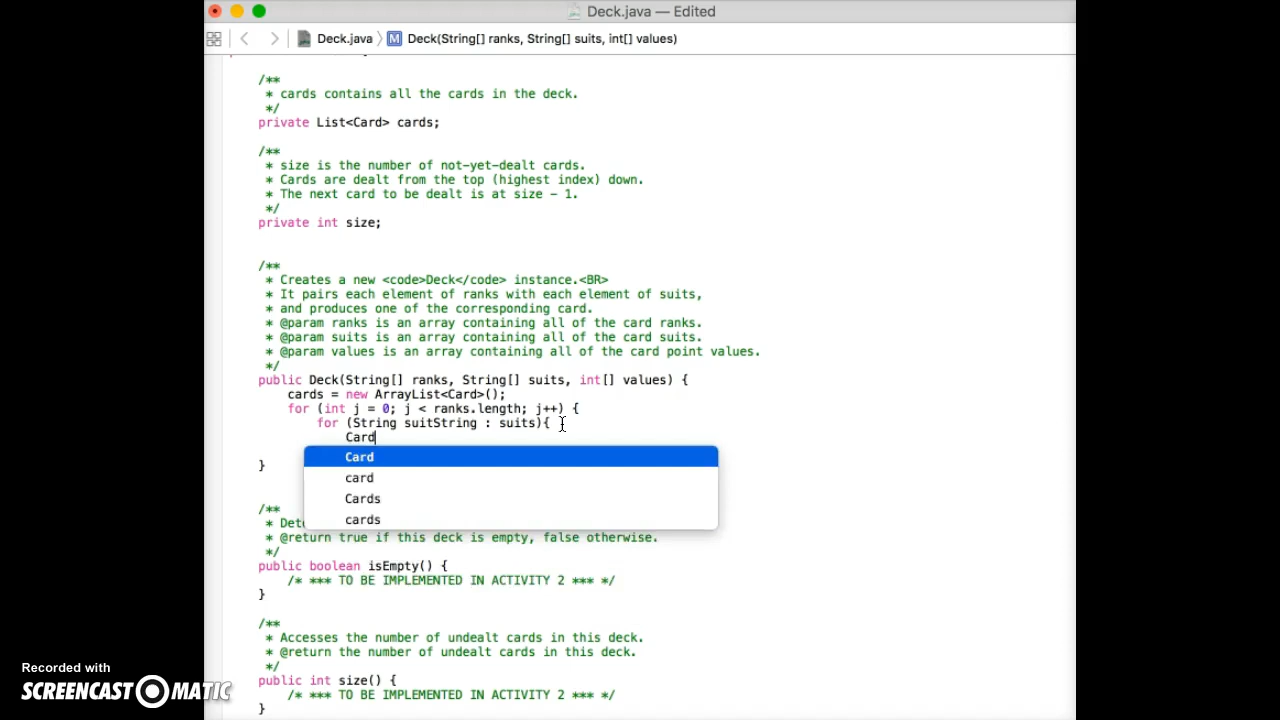 Deck.java — Edited
Deck.java 〉 M Deck(String[] ranks, String[] suits, int[] values)
/**
* cards contains all the cards in the deck.
*/
private List<Card> cards;
/**
* size is the number of not-yet-dealt cards.
* Cards are dealt from the top (highest index) down.
* The next card to be dealt is at size - 1.
*/
private int size;
/**
* Creates a new <code>Deck</code> instance.<BR>
* It pairs each element of ranks with each element of suits,
* and produces one of the corresponding card.
* @param ranks is an array containing all of the card ranks.
* @param suits is an array containing all of the card suits.
* @param values is an array containing all of the card point values.
*/
public Deck(String[] ranks, String[] suits, int[] values) {
cards = new ArrayList<Card>();
for (int j = 0; j < ranks.length; j++) {
for (String suitString : suits){
Card
Card
card
Cards
cards
}
/**
* Dete
* @return true if this deck is empty, false otherwise.
*/
public boolean isEmpty() {
/* *** TO BE IMPLEMENTED IN ACTIVITY 2 *** */
}
/**
* Accesses the number of undealt cards in this deck.
* @return the number of undealt cards in this deck.
*/
public int size() {
/* *** TO BE IMPLEMENTED IN ACTIVITY 2 *** */
}
Recorded with
SCREENCAST-O-MATIC